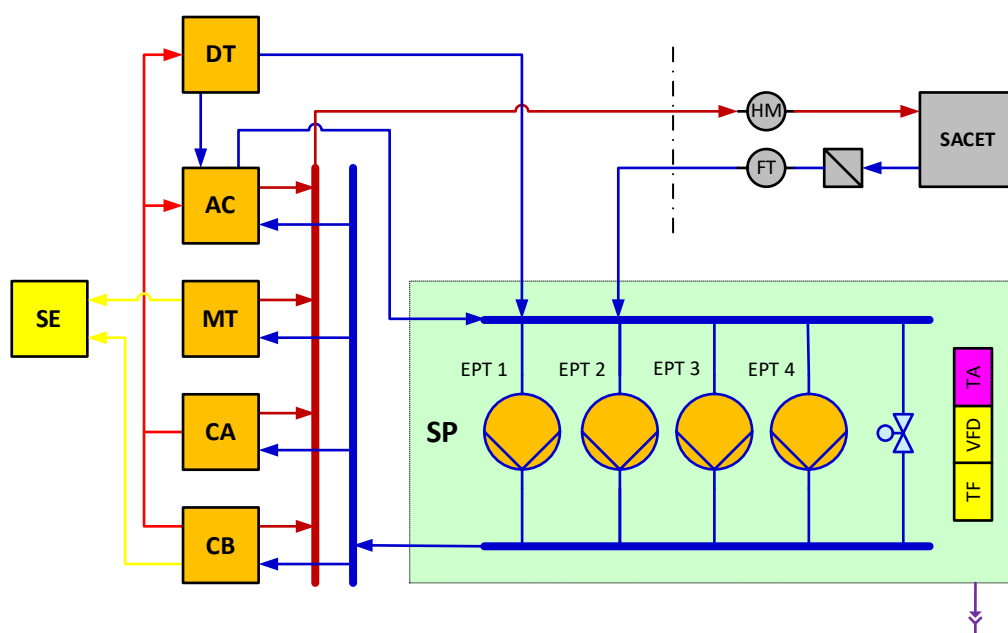 DT
HM
SACET
FT
AC
SE
MT
EPT 1
EPT 2
EPT 3
EPT 4
TA
CA
SP
VFD
TF
CB